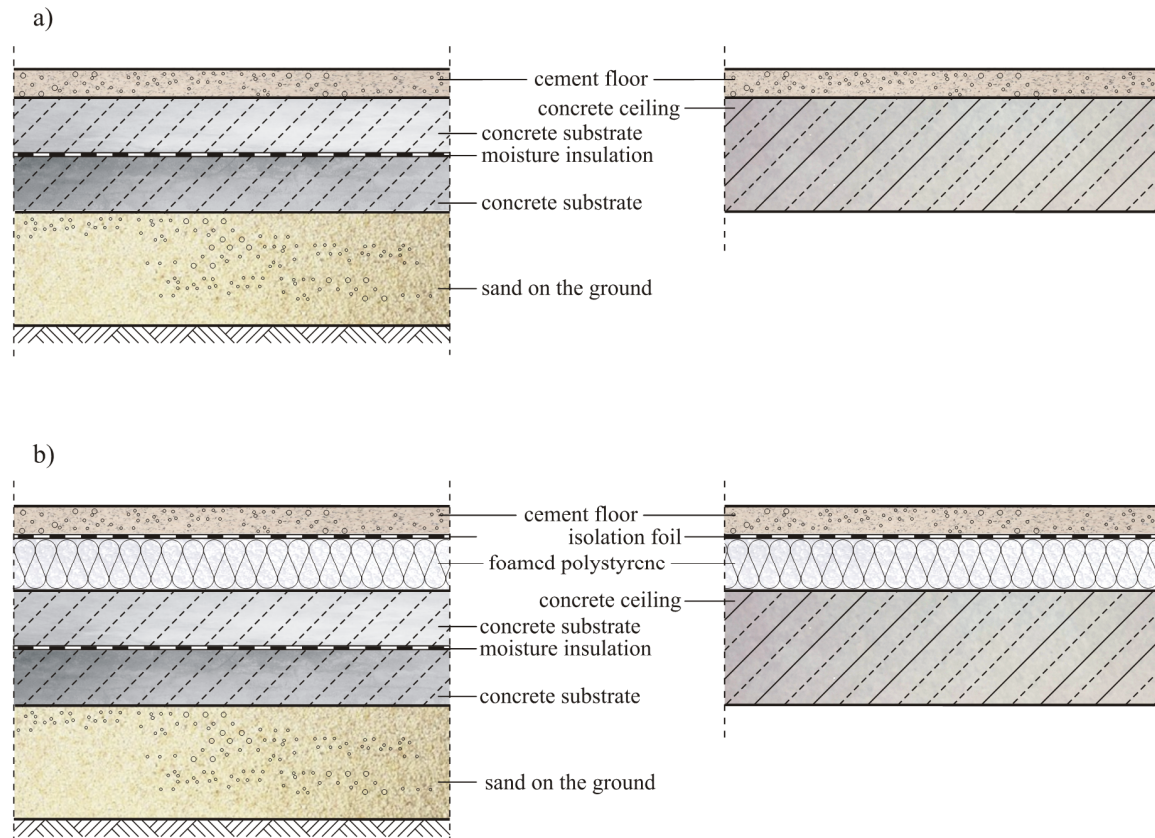 a)
cement floor
concrete ceiling
concrete substrate
moisture insulation
concrete substrate
sand on the ground
b)
cement floor
isolation foil
foamed polystyrene
concrete ceiling
concrete substrate
moisture insulation
concrete substrate
sand on the ground